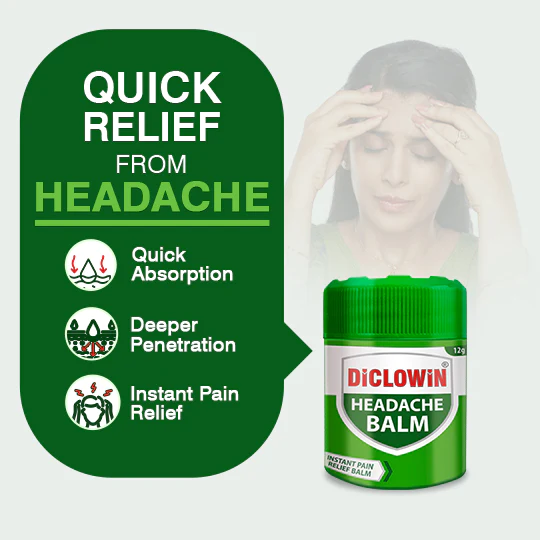 QUICK
RELIEF
FROM
HEADACHE
Quick
Absorption
Deeper
Penetration
Instant Pain
Relief
12g
DiCLOWiN®
HEADACHE
BALM
INSTANT PAIN
RELIEF BALM